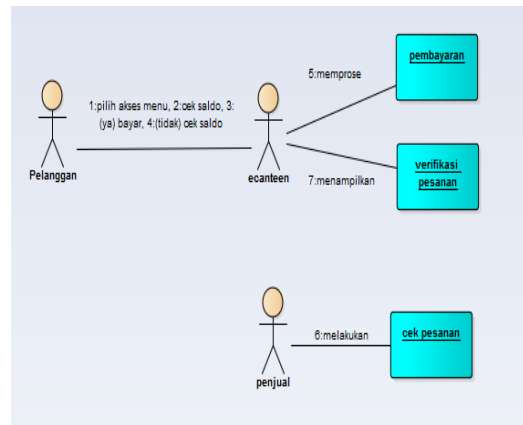 pembayaran
5:memprose
1:pilih akses menu, 2:cek saldo, 3:
(ya) bayar, 4:(tidak) cek saldo
Pelanggan
ecanteen
7:menampilkan
verifikasi
pesanan
6:melakukan
cek pesanan
penjual